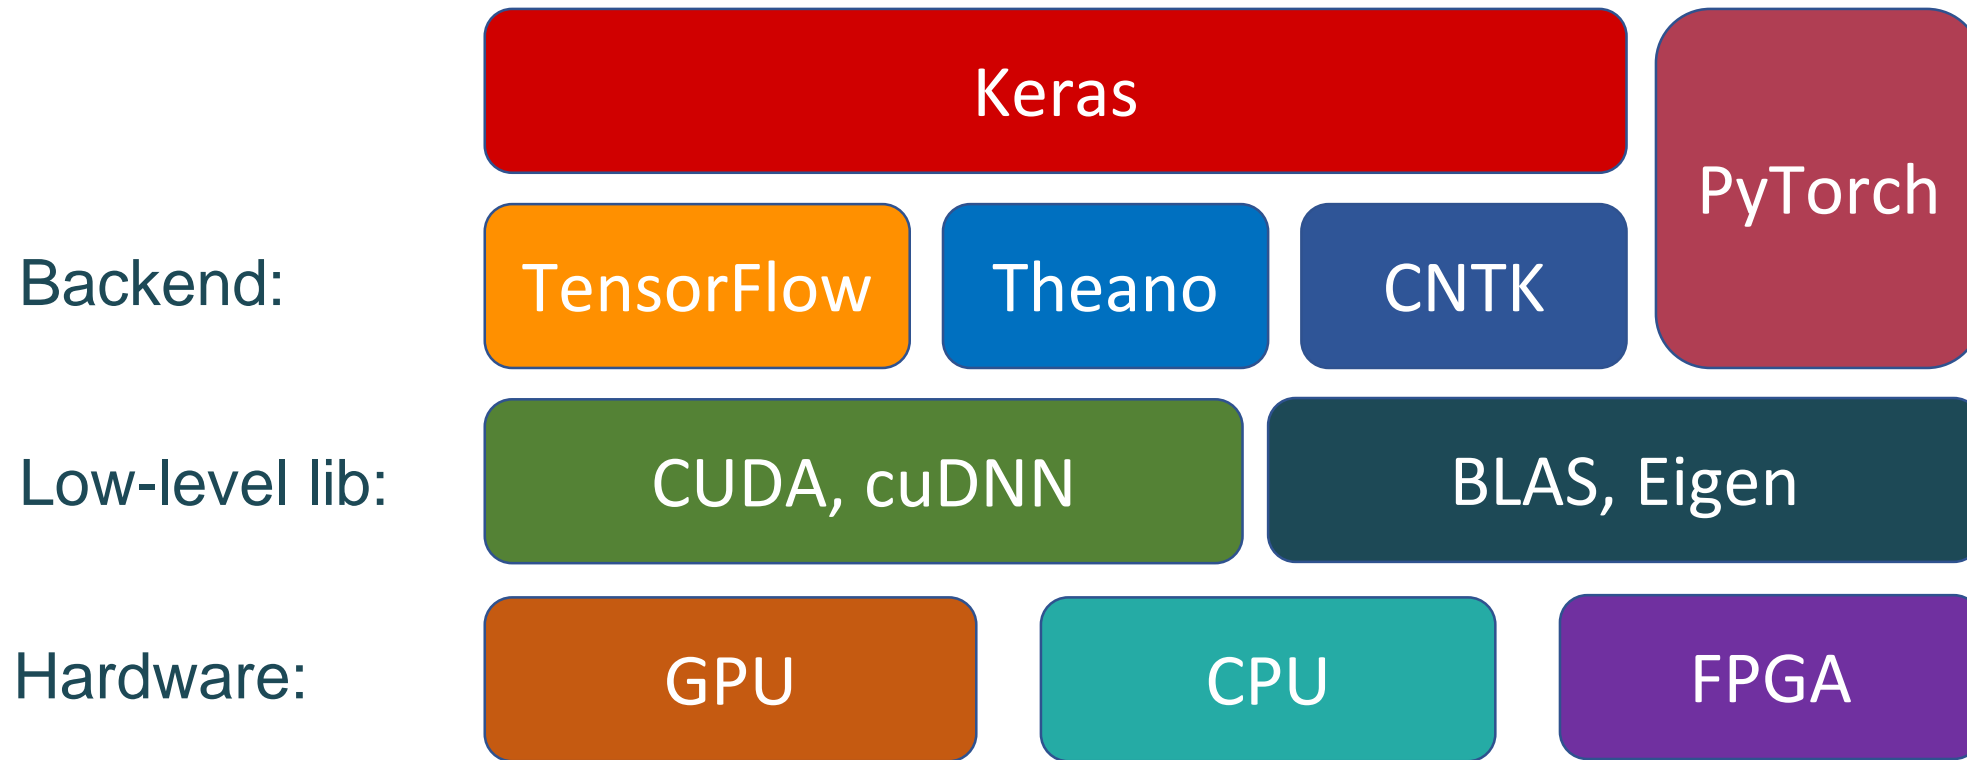 Keras
PyTorch
Backend:
TensorFlow
Theano
CNTK
Low-level lib:
CUDA, cuDNN
BLAS, Eigen
Hardware:
GPU
CPU
FPGA